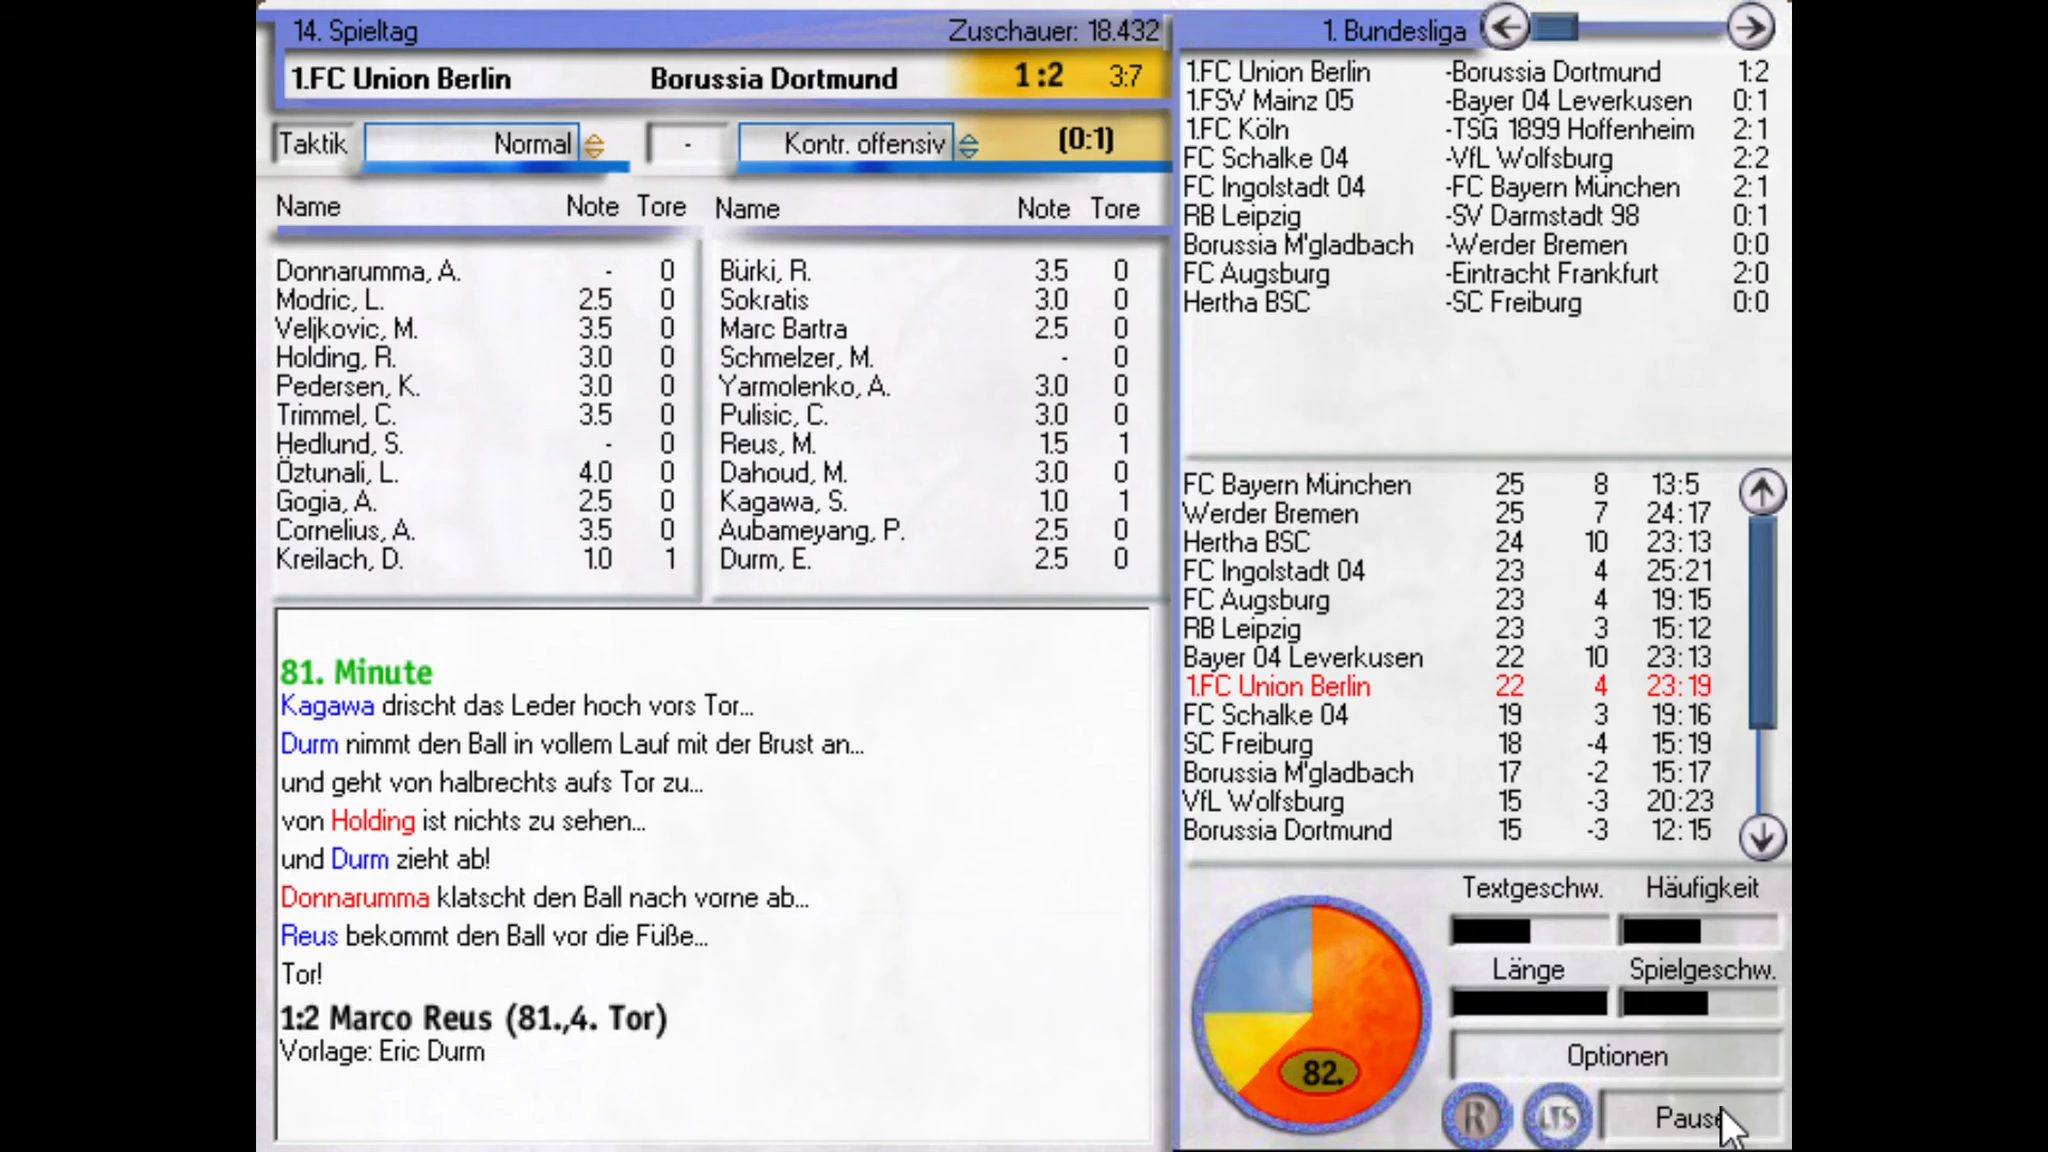 14. Spieltag Zuschauer: 18.432
1.FC Union Berlin Borussia Dortmund 1:2 3:7
Taktik Normal - Kontr. offensiv (0:1)
Name Note Tore Name Note Tore
Donnarumma, A. - 0 Bürki, R. 3.5 0
Modric, L. 2.5 0 Sokratis 3.0 0
Veljkovic, M. 3.5 0 Marc Bartra 2.5 0
Holding, R. 3.0 0 Schmelzer, M. - 0
Pedersen, K. 3.0 0 Yarmolenko, A. 3.0 0
Trimmel, C. 3.5 0 Pulisic, C. 3.0 0
Hedlund, S. - 0 Reus, M. 1.5 1
Öztunali, L. 4.0 0 Dahoud, M. 3.0 0
Gogia, A. 2.5 0 Kagawa, S. 1.0 1
Cornelius, A. 3.5 0 Aubameyang, P. 2.5 0
Kreilach, D. 1.0 1 Durm, E. 2.5 0
81. Minute
Kagawa drischt das Leder hoch vors Tor...
Durm nimmt den Ball in vollem Lauf mit der Brust an...
und geht von halbrechts aufs Tor zu...
von Holding ist nichts zu sehen...
und Durm zieht ab!
Donnarumma klatscht den Ball nach vorne ab...
Reus bekommt den Ball vor die Füße...
Tor!
1:2 Marco Reus (81.,4. Tor)
Vorlage: Eric Durm
1. Bundesliga
1.FC Union Berlin -Borussia Dortmund 1:2
1.FSV Mainz 05 -Bayer 04 Leverkusen 0:1
1.FC Köln -TSG 1899 Hoffenheim 2:1
FC Schalke 04 -VfL Wolfsburg 2:2
FC Ingolstadt 04 -FC Bayern München 2:1
RB Leipzig -SV Darmstadt 98 0:1
Borussia M'gladbach -Werder Bremen 0:0
FC Augsburg -Eintracht Frankfurt 2:0
Hertha BSC -SC Freiburg 0:0
FC Bayern München 25 8 13:5
Werder Bremen 25 7 24:17
Hertha BSC 24 10 23:13
FC Ingolstadt 04 23 4 25:21
FC Augsburg 23 4 19:15
RB Leipzig 23 3 15:12
Bayer 04 Leverkusen 22 10 23:13
1.FC Union Berlin 22 4 23:19
FC Schalke 04 19 3 19:16
SC Freiburg 18 -4 15:19
Borussia M'gladbach 17 -2 15:17
VfL Wolfsburg 15 -3 20:23
Borussia Dortmund 15 -3 12:15
Textgeschw. Häufigkeit
Länge Spielgeschw.
Optionen
82.
R LTS Pause